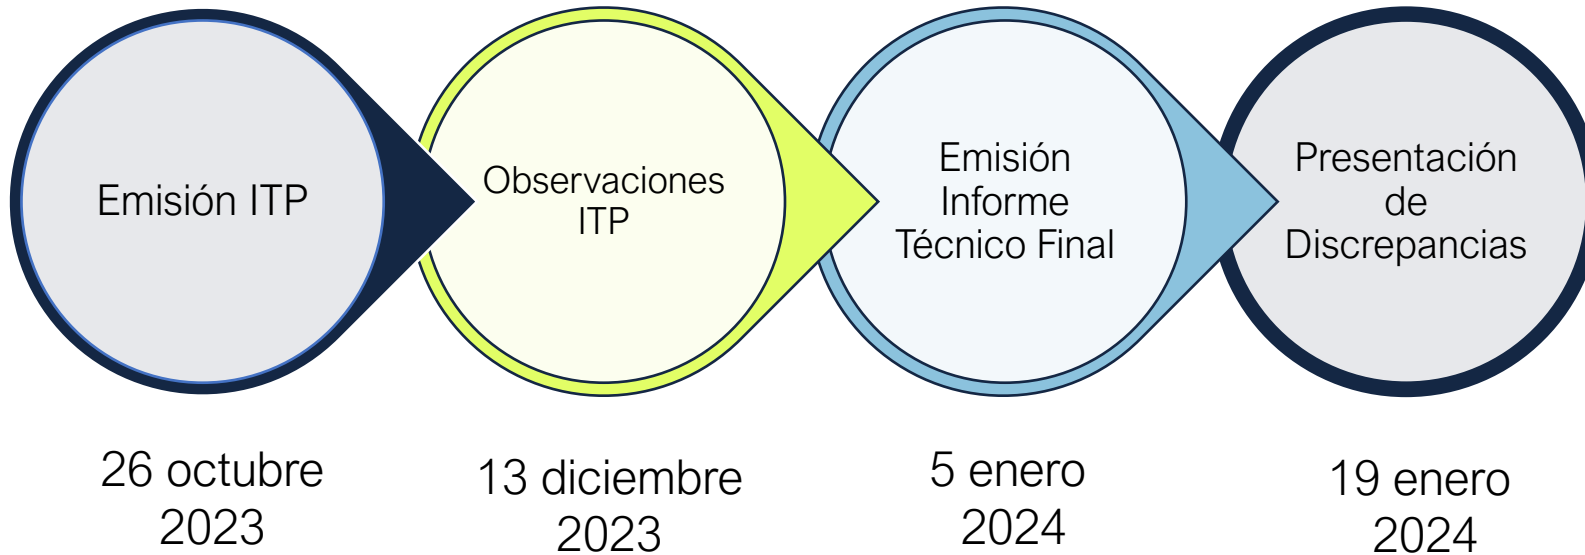 Emisión ITP
Observaciones
ITP
Emisión
Informe
Técnico Final
Presentación
de
Discrepancias
26 octubre
2023
13 diciembre
2023
5 enero
2024
19 enero
2024